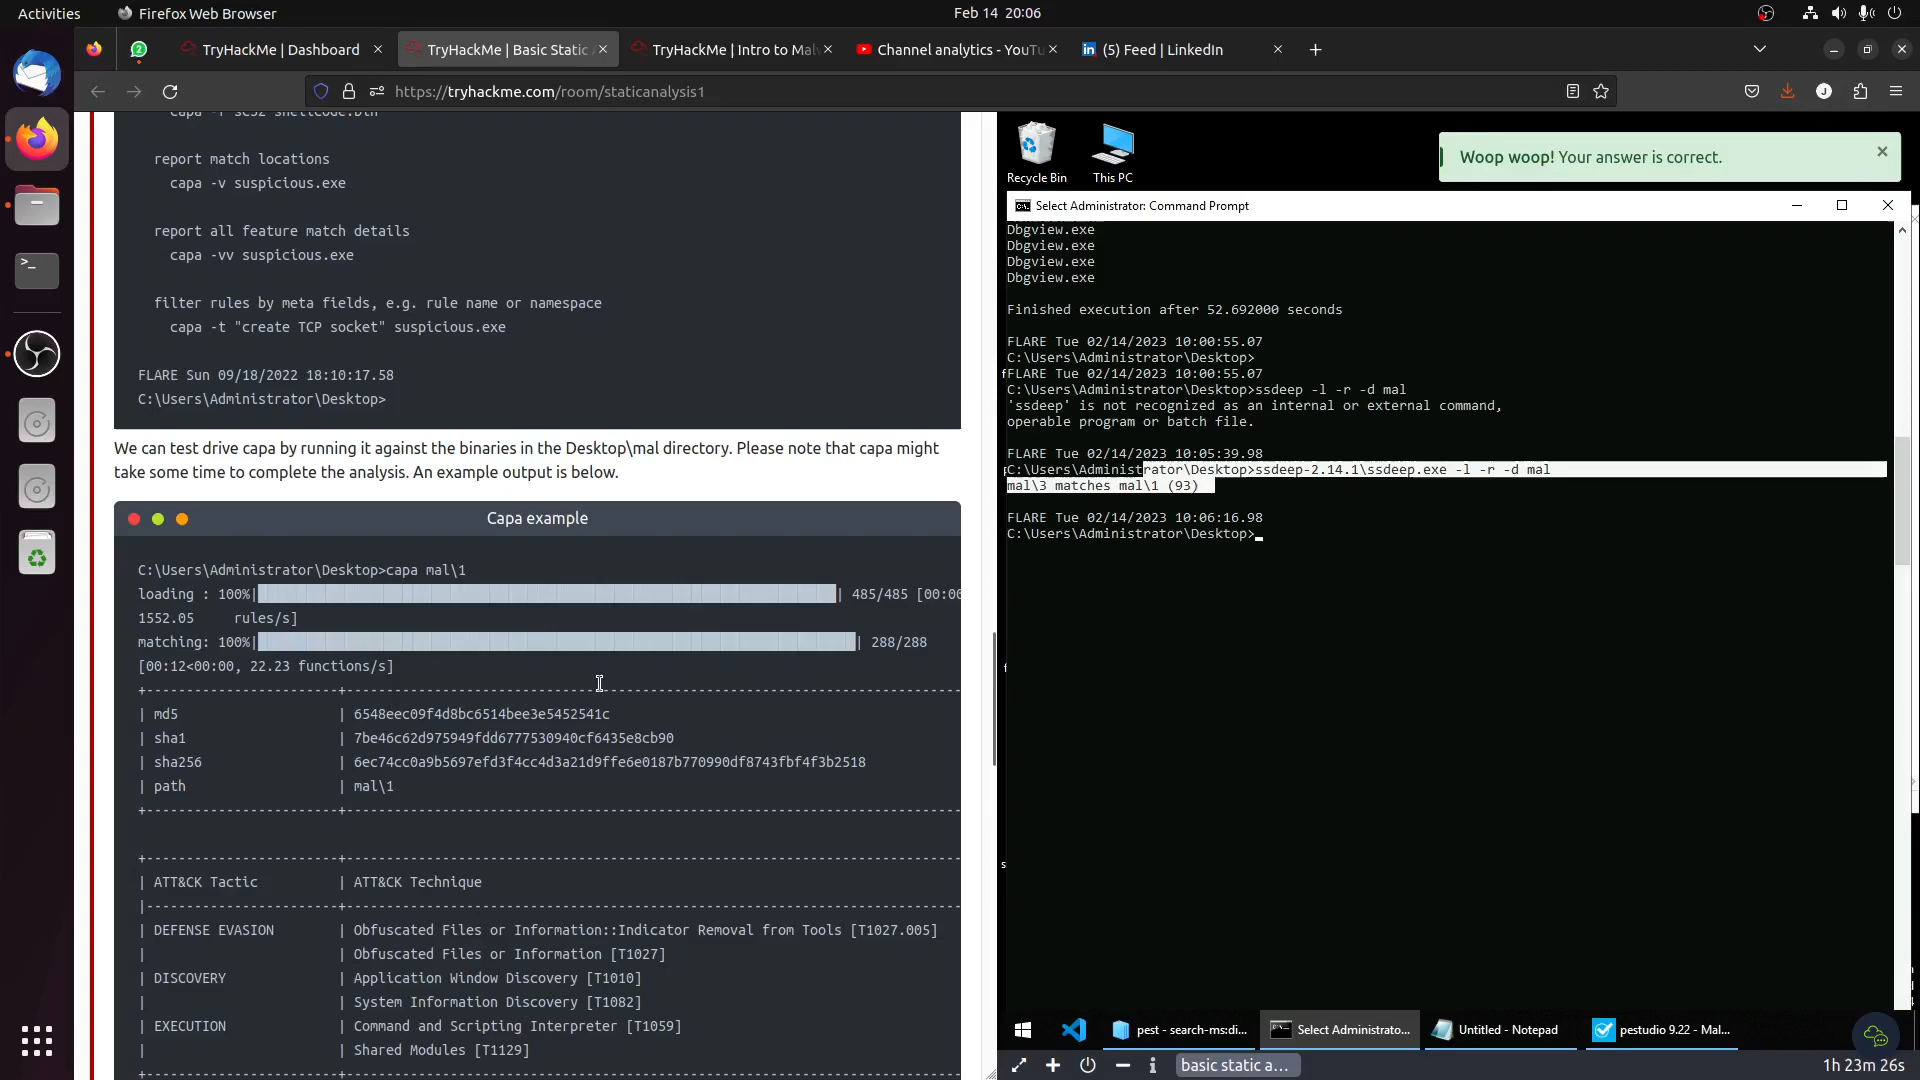 Activities
Firefox Web Browser
Feb 14 20:06
2
TryHackMe | Dashboard
TryHackMe | Basic Static
TryHackMe | Intro to Mal
Channel analytics - YouTu
(5) Feed | LinkedIn
https://tryhackme.com/room/staticanalysis1
J
report match locations
capa -v suspicious.exe
report all feature match details
capa -vv suspicious.exe
filter rules by meta fields, e.g. rule name or namespace
capa -t "create TCP socket" suspicious.exe
FLARE Sun 09/18/2022 18:10:17.58
C:\Users\Administrator\Desktop>
We can test drive capa by running it against the binaries in the Desktop\mal directory. Please note that capa might
take some time to complete the analysis. An example output is below.
Capa example
C:\Users\Administrator\Desktop>capa mal\1
loading : 100%| | 485/485 [00:00
1552.05 rules/s]
matching: 100%| | 288/288
[00:12<00:00, 22.23 functions/s]
| md5 | 6548eec09f4d8bc6514bee3e5452541c
| sha1 | 7be46c62d975949fdd6777530940cf6435e8cb90
| sha256 | 6ec74cc0a9b5697efd3f4cc4d3a21d9ffe6e0187b770990df8743fbf4f3b2518
| path | mal\1
| ATT&CK Tactic | ATT&CK Technique
| DEFENSE EVASION | Obfuscated Files or Information::Indicator Removal from Tools [T1027.005]
| | Obfuscated Files or Information [T1027]
| DISCOVERY | Application Window Discovery [T1010]
| | System Information Discovery [T1082]
| EXECUTION | Command and Scripting Interpreter [T1059]
| | Shared Modules [T1129]
Recycle Bin
This PC
Woop woop! Your answer is correct.
Select Administrator: Command Prompt
Dbgview.exe
Dbgview.exe
Dbgview.exe
Dbgview.exe
Finished execution after 52.692000 seconds
FLARE Tue 02/14/2023 10:00:55.07
C:\Users\Administrator\Desktop>
FLARE Tue 02/14/2023 10:00:55.07
C:\Users\Administrator\Desktop>ssdeep -l -r -d mal
'ssdeep' is not recognized as an internal or external command,
operable program or batch file.
FLARE Tue 02/14/2023 10:05:39.98
C:\Users\Administrator\Desktop>ssdeep-2.14.1\ssdeep.exe -l -r -d mal
mal\3 matches mal\1 (93)
FLARE Tue 02/14/2023 10:06:16.98
C:\Users\Administrator\Desktop>
pest - search-ms:di...
Select Administrato...
Untitled - Notepad
pestudio 9.22 - Mal...
basic static a...
1h 23m 26s